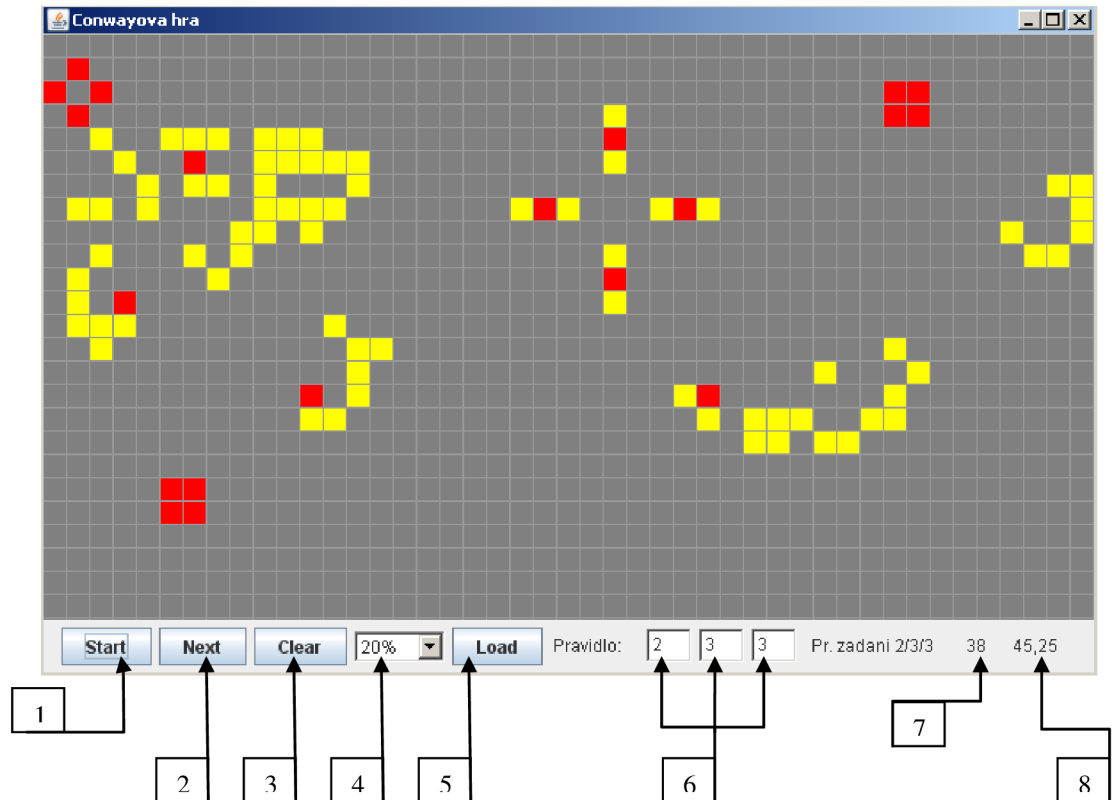 Conwayova hra
Start Next Clear 20% Load Pravidlo: 2 3 3 Pr. zadani 2/3/3 38 45,25
1
7
2 3 4 5 6 8